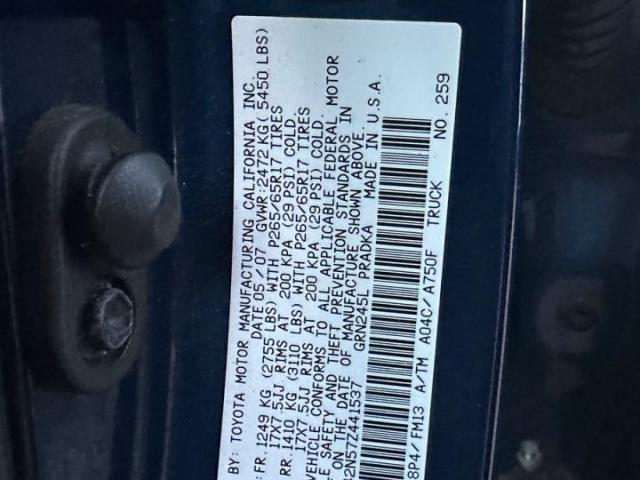 BY: TOYOTA MOTOR MANUFACTURING CALIFORNIA INC.
DATE 05/07 GVWR:2472 KG( 5450 LBS)
FR.1249 KG (2755 LBS) WITH P265/65R17 TIRES
17X7.5JJ RIMS AT 200 KPA (29 PSI) COLD.
RR.1410 KG (3110 LBS) WITH P265/65R17 TIRES
17X7.5JJ RIMS AT 200 KPA (29 PSI) COLD.
VEHICLE CONFORMS TO ALL APPLICABLE FEDERAL MOTOR
SAFETY AND THEFT PREVENTION STANDARDS IN
THE DATE OF MANUFACTURE SHOWN ABOVE.
2N57Z441537 GRN245L PRADKA MADE IN U.S.A.
8P4/FM13 A/TM A04C/A750F TRUCK NO. 259